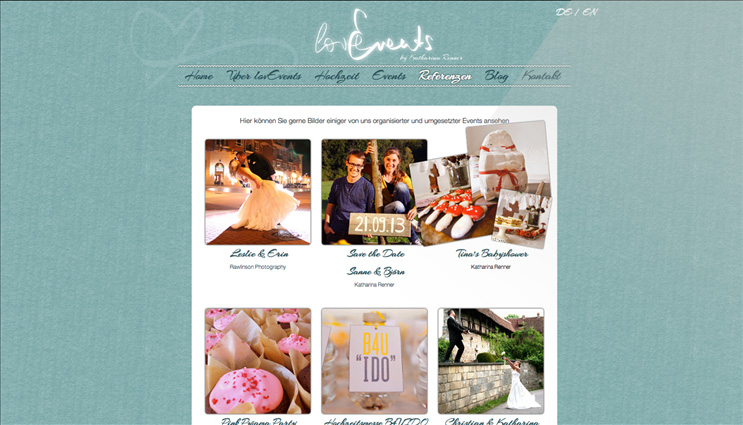 DE / EN
lovEvents
by Katharina Renner
Home Über lovEvents Hochzeit Events Referenzen Blog Kontakt
Hier können Sie gerne Bilder einiger von uns organisierter und umgesetzter Events ansehen
21.09.13
Leslie & Erin
Rawlinson Photography
Save the Date
Sanne & Björn
Katharina Renner
Tina's Babyshower
Katharina Renner
B4U
"IDO"
Pink Pyjama Party
Hochzeitsmesse B4UIDO
Christian & Katharina